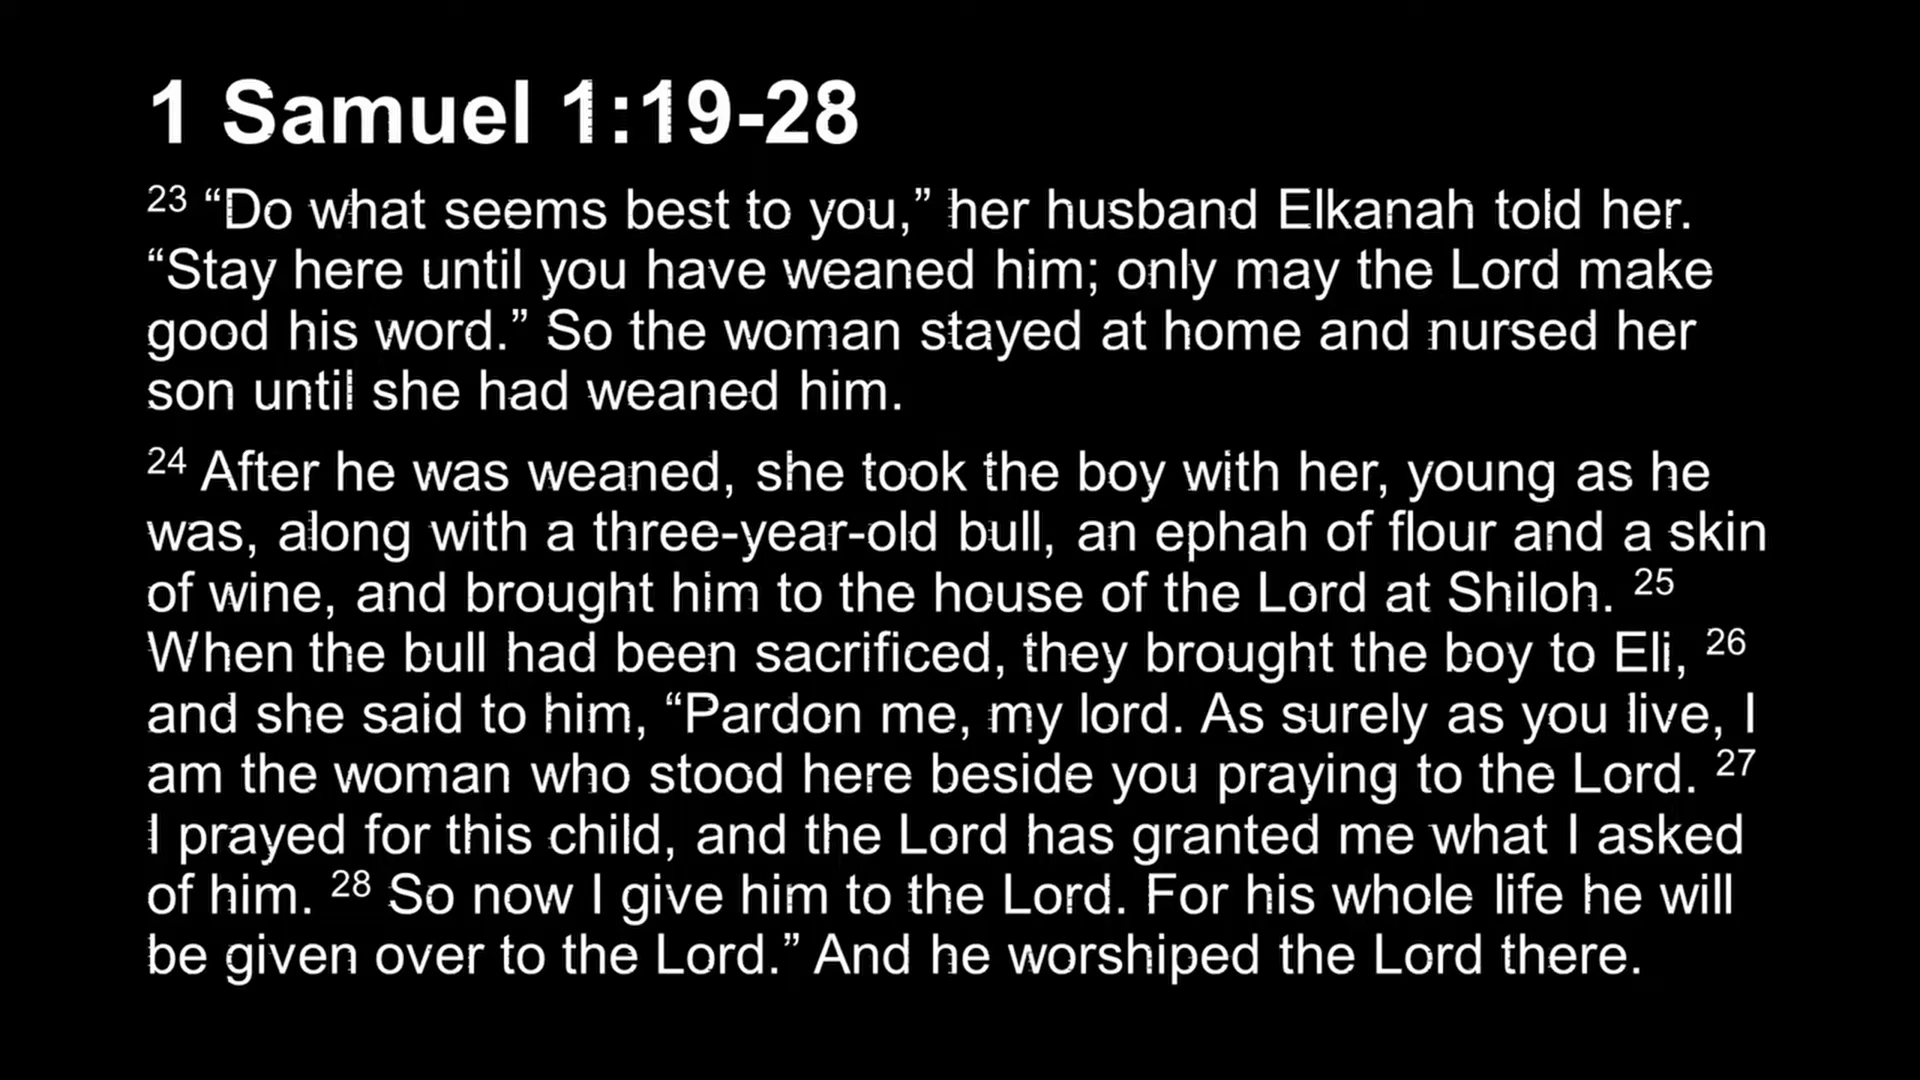 1 Samuel 1:19-28
23 “Do what seems best to you,” her husband Elkanah told her.
“Stay here until you have weaned him; only may the Lord make
good his word.” So the woman stayed at home and nursed her
son until she had weaned him.
24 After he was weaned, she took the boy with her, young as he
was, along with a three-year-old bull, an ephah of flour and a skin
of wine, and brought him to the house of the Lord at Shiloh. 25
When the bull had been sacrificed, they brought the boy to Eli, 26
and she said to him, “Pardon me, my lord. As surely as you live, I
am the woman who stood here beside you praying to the Lord. 27
I prayed for this child, and the Lord has granted me what I asked
of him. 28 So now I give him to the Lord. For his whole life he will
be given over to the Lord.” And he worshiped the Lord there.